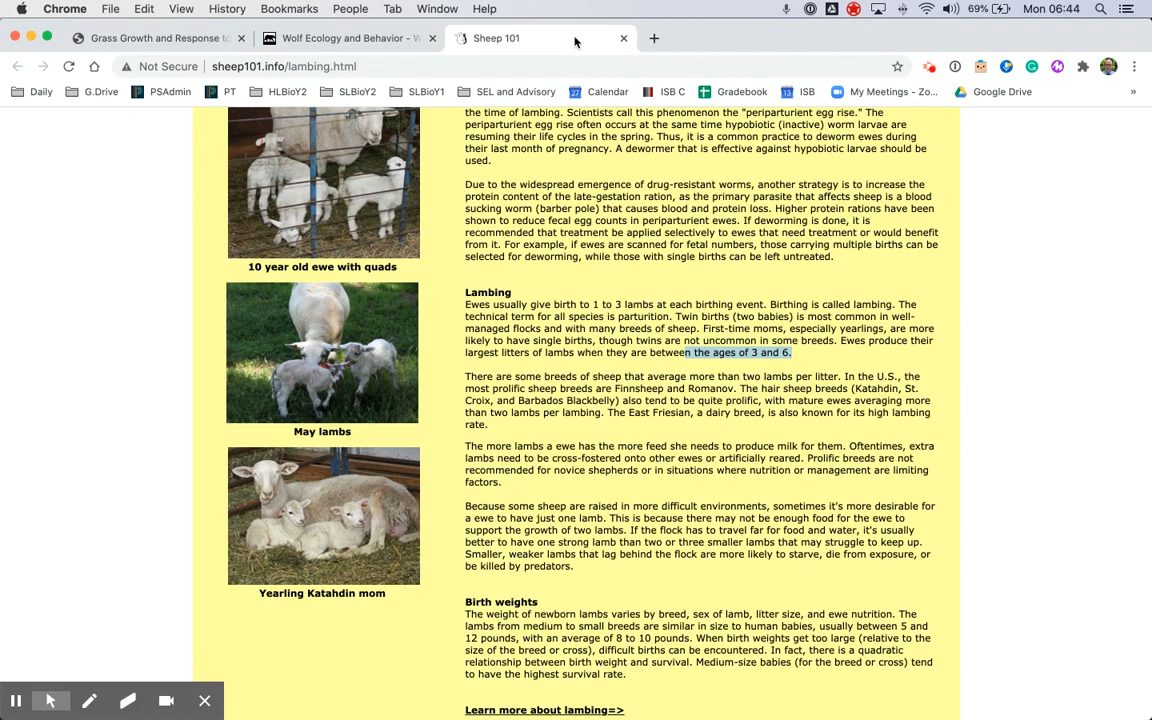 Chrome File Edit View History Bookmarks People Tab Window Help 69% Mon 06:44
Grass Growth and Response to Wolf Ecology and Behavior - W Sheep 101
Not Secure sheep101.info/lambing.html
Daily G.Drive PSAdmin PT HLBioY2 SLBioY2 SLBioY1 SEL and Advisory 27 Calendar ISB C Gradebook 13 ISB My Meetings - Zo... Google Drive »
the time of lambing. Scientists call this phenomenon the "periparturient egg rise." The
periparturient egg rise often occurs at the same time hypobiotic (inactive) worm larvae are
resuming their life cycles in the spring. Thus, it is a common practice to deworm ewes during
their last month of pregnancy. A dewormer that is effective against hypobiotic larvae should be
used.
Due to the widespread emergence of drug-resistant worms, another strategy is to increase the
protein content of the late-gestation ration, as the primary parasite that affects sheep is a blood
sucking worm (barber pole) that causes blood and protein loss. Higher protein rations have been
shown to reduce fecal egg counts in periparturient ewes. If deworming is done, it is
recommended that treatment be applied selectively to ewes that need treatment or would benefit
from it. For example, if ewes are scanned for fetal numbers, those carrying multiple births can be
selected for deworming, while those with single births can be left untreated.
10 year old ewe with quads
Lambing
Ewes usually give birth to 1 to 3 lambs at each birthing event. Birthing is called lambing. The
technical term for all species is parturition. Twin births (two babies) is most common in well-
managed flocks and with many breeds of sheep. First-time moms, especially yearlings, are more
likely to have single births, though twins are not uncommon in some breeds. Ewes produce their
largest litters of lambs when they are between the ages of 3 and 6.
There are some breeds of sheep that average more than two lambs per litter. In the U.S., the
most prolific sheep breeds are Finnsheep and Romanov. The hair sheep breeds (Katahdin, St.
Croix, and Barbados Blackbelly) also tend to be quite prolific, with mature ewes averaging more
than two lambs per lambing. The East Friesian, a dairy breed, is also known for its high lambing
rate.
May lambs
The more lambs a ewe has the more feed she needs to produce milk for them. Oftentimes, extra
lambs need to be cross-fostered onto other ewes or artificially reared. Prolific breeds are not
recommended for novice shepherds or in situations where nutrition or management are limiting
factors.
Because some sheep are raised in more difficult environments, sometimes it's more desirable for
a ewe to have just one lamb. This is because there may not be enough food for the ewe to
support the growth of two lambs. If the flock has to travel far for food and water, it's usually
better to have one strong lamb than two or three smaller lambs that may struggle to keep up.
Smaller, weaker lambs that lag behind the flock are more likely to starve, die from exposure, or
be killed by predators.
Yearling Katahdin mom
Birth weights
The weight of newborn lambs varies by breed, sex of lamb, litter size, and ewe nutrition. The
lambs from medium to small breeds are similar in size to human babies, usually between 5 and
12 pounds, with an average of 8 to 10 pounds. When birth weights get too large (relative to the
size of the breed or cross), difficult births can be encountered. In fact, there is a quadratic
relationship between birth weight and survival. Medium-size babies (for the breed or cross) tend
to have the highest survival rate.
Learn more about lambing=>